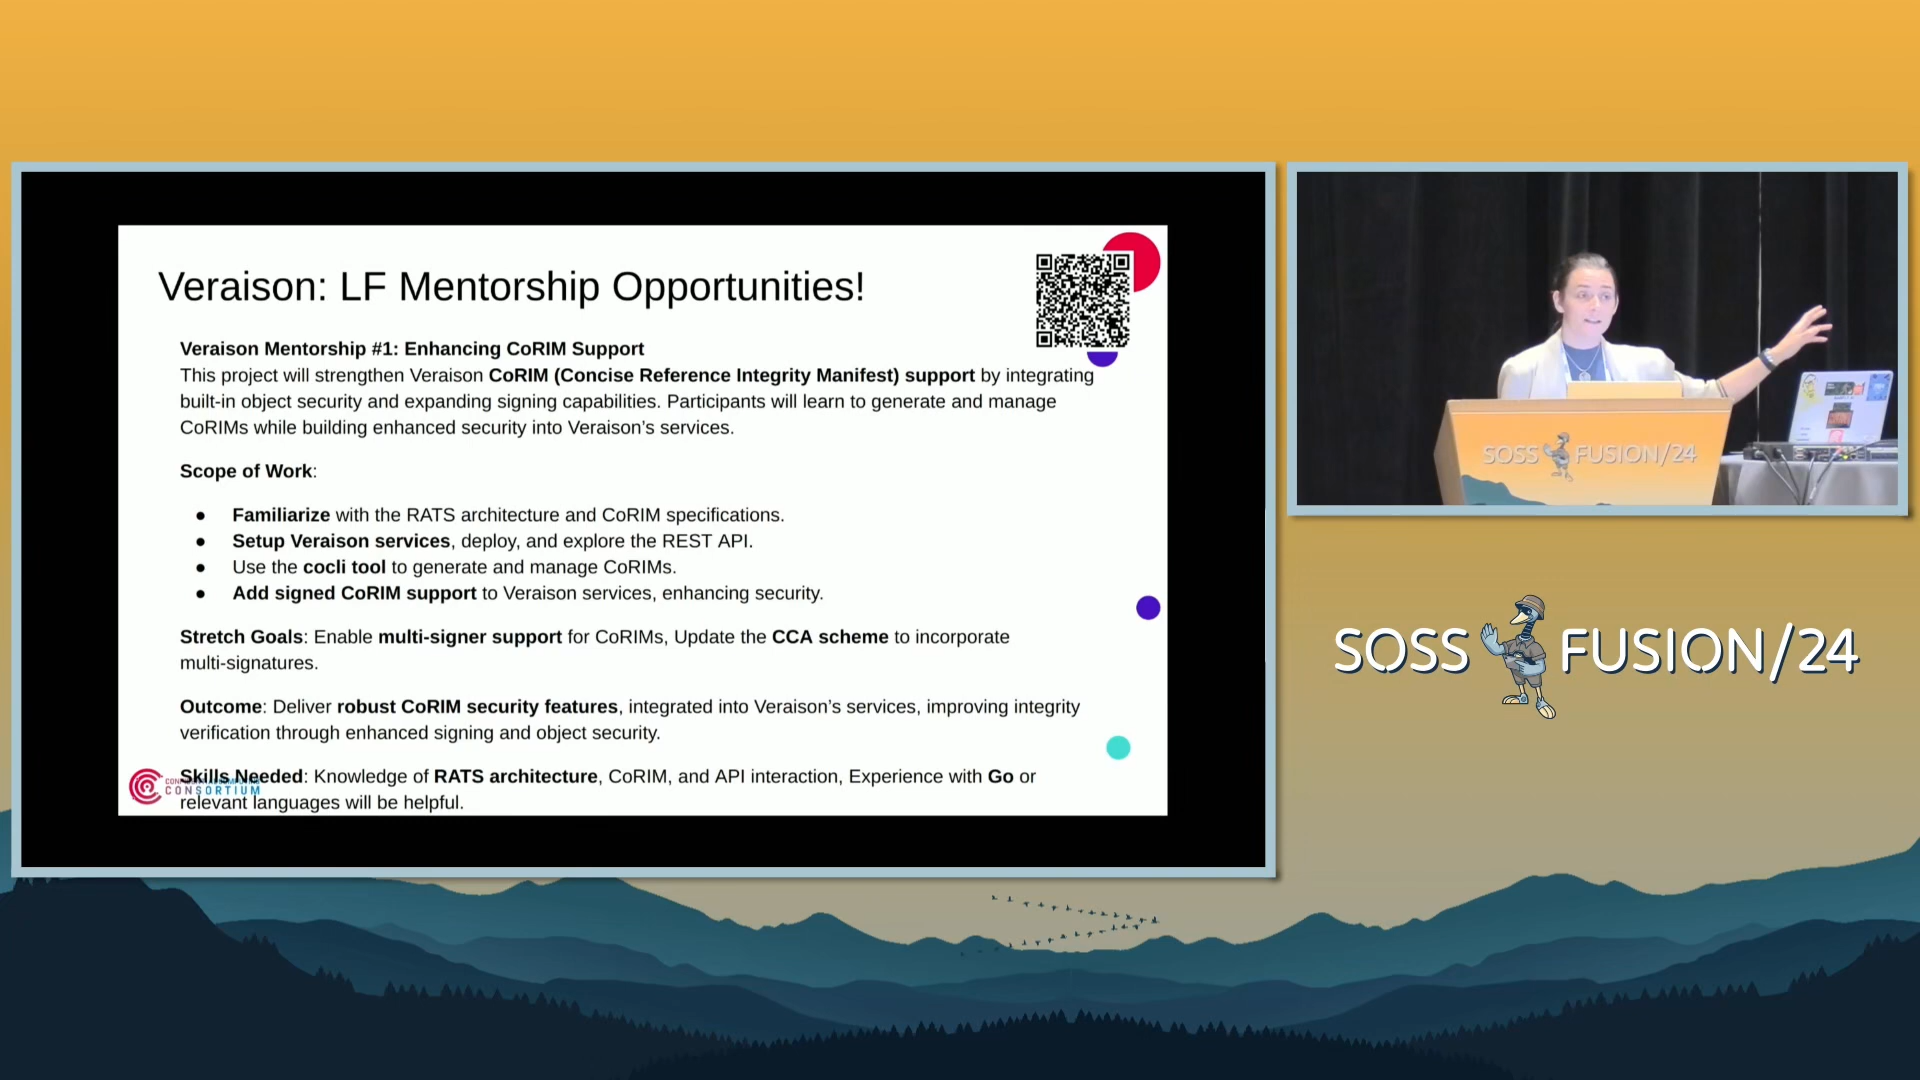 Veraison: LF Mentorship Opportunities!
Veraison Mentorship #1: Enhancing CoRIM Support
This project will strengthen Veraison CoRIM (Concise Reference Integrity Manifest) support by integrating
built-in object security and expanding signing capabilities. Participants will learn to generate and manage
CoRIMs while building enhanced security into Veraison’s services.
Scope of Work:
● Familiarize with the RATS architecture and CoRIM specifications.
● Setup Veraison services, deploy, and explore the REST API.
● Use the cocli tool to generate and manage CoRIMs.
● Add signed CoRIM support to Veraison services, enhancing security.
Stretch Goals: Enable multi-signer support for CoRIMs, Update the CCA scheme to incorporate
multi-signatures.
Outcome: Deliver robust CoRIM security features, integrated into Veraison’s services, improving integrity
verification through enhanced signing and object security.
Skills Needed: Knowledge of RATS architecture, CoRIM, and API interaction, Experience with Go or
relevant languages will be helpful.
CONSORTIUM
SOSS FUSION/24
SOSS FUSION/24